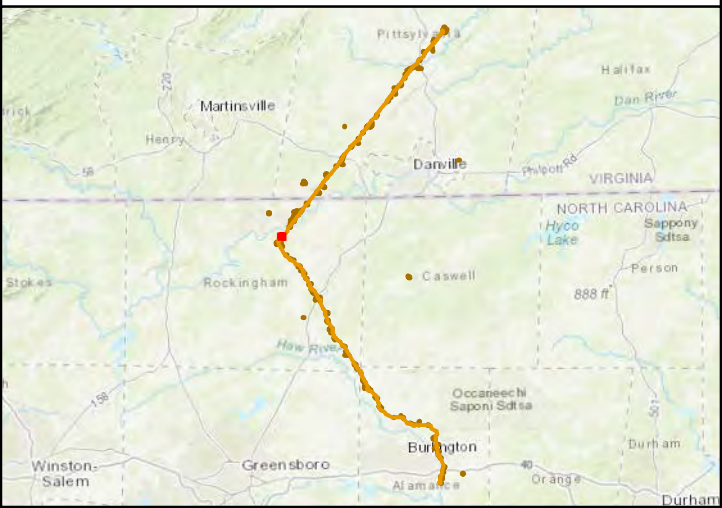 Pittsylvania
Halifax
220
Dan River
Martinsville
Henry
58
Danville
Philpott Rd
VIRGINIA
NORTH CAROLINA
Hyco
Lake
Sappony
Sdtsa
Person
Stokes
Rockingham
Caswell
888 ft
Haw River
158
Occaneechi
Saponi Sdtsa
501
Burlington
Durham
Winston-
Salem
Greensboro
40
Alamance
Orange
Durham